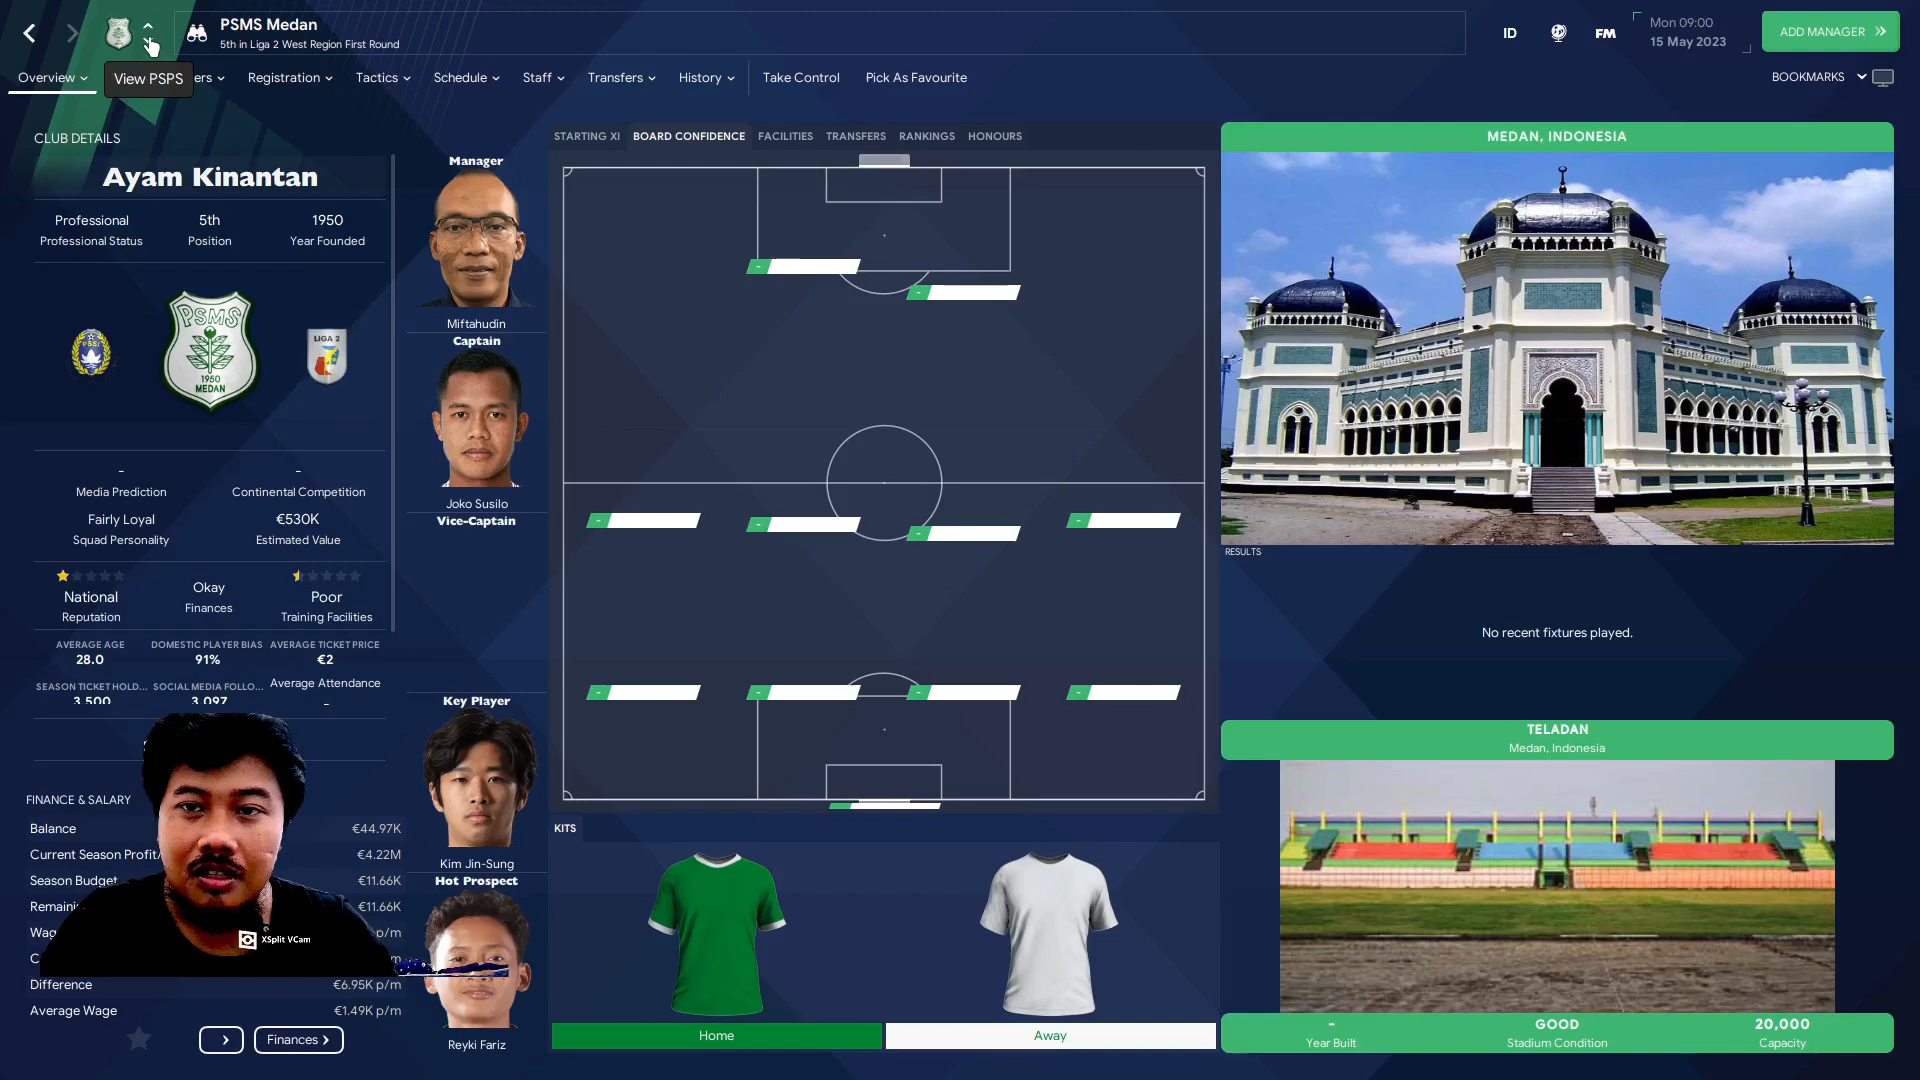 PSMS Medan
5th in Liga 2 West Region First Round
ID
FM
Mon 09:00
15 May 2023
ADD MANAGER
Overview
View PSPS
ers
Registration
Tactics
Schedule
Staff
Transfers
History
Take Control
Pick As Favourite
BOOKMARKS
CLUB DETAILS
Ayam Kinantan
Professional
Professional Status
5th
Position
1950
Year Founded
PSSI
PSMS
1950
MEDAN
LIGA 2
-
Media Prediction
-
Continental Competition
Fairly Loyal
Squad Personality
€530K
Estimated Value
National
Reputation
Okay
Finances
Poor
Training Facilities
AVERAGE AGE
28.0
DOMESTIC PLAYER BIAS
91%
AVERAGE TICKET PRICE
€2
SEASON TICKET HOLD...
3,500
SOCIAL MEDIA FOLLO...
3,097
Average Attendance
-
FINANCE & SALARY
Balance €44.97K
Current Season Profit/ €4.22M
Season Budget €11.66K
Remaini €11.66K
Wag p/m
C m
Difference €6.95K p/m
Average Wage €1.49K p/m
Finances
XSplit VCam
Manager
Miftahudin
Captain
Joko Susilo
Vice-Captain
Key Player
Kim Jin-Sung
Hot Prospect
Reyki Fariz
STARTING XI
BOARD CONFIDENCE
FACILITIES
TRANSFERS
RANKINGS
HONOURS
-
-
-
-
-
-
-
-
-
-
KITS
Home
Away
MEDAN, INDONESIA
RESULTS
No recent fixtures played.
TELADAN
Medan, Indonesia
-
Year Built
GOOD
Stadium Condition
20,000
Capacity